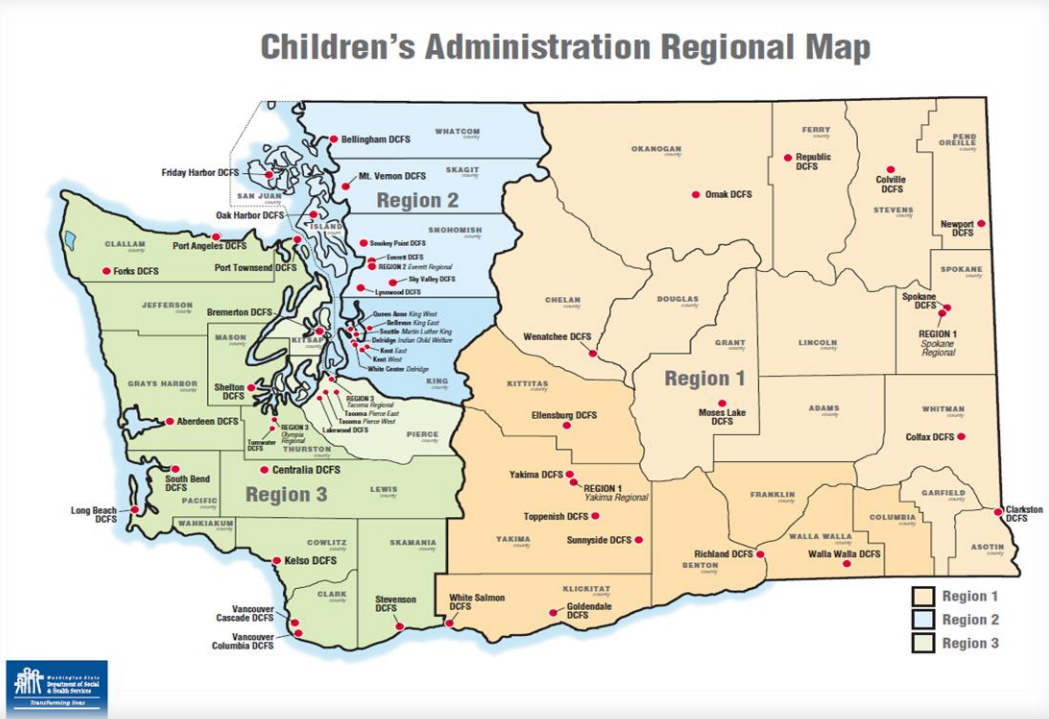 Children's Administration Regional Map
WHATCOM
county
Bellingham DCFS
SKAGIT
county
Friday Harbor DCFS
Mt. Vernon DCFS
SAN JUAN
county
Region 2
Oak Harbor DCFS
ISLAND
county
SNOHOMISH
county
Smokey Point DCFS
Everett DCFS
REGION 2 Everett Regional
Sky Valley DCFS
Lynnwood DCFS
Queen Anne King West
Bellevue King East
Seattle Martin Luther King
Delridge Indian Child Welfare
Kent East
Kent West
White Center Delridge
KING
county
CLALLAM
county
Port Angeles DCFS
Port Townsend DCFS
Forks DCFS
JEFFERSON
county
Bremerton DCFS
MASON
county
KITSAP
county
GRAYS HARBOR
county
Shelton
DCFS
Aberdeen DCFS
REGION 3
Tacoma Regional
Tacoma Pierce East
Tacoma Pierce West
Lakewood DCFS
REGION 3
Olympia
Regional
Tumwater
DCFS
THURSTON
county
PIERCE
county
South Bend
DCFS
Centralia DCFS
Region 3
LEWIS
county
PACIFIC
county
Long Beach
DCFS
WAHKIAKUM
county
COWLITZ
county
SKAMANIA
county
Kelso DCFS
CLARK
county
Stevenson
DCFS
Vancouver
Cascade DCFS
Vancouver
Columbia DCFS
OKANOGAN
county
FERRY
county
PEND
OREILLE
county
Republic
DCFS
Colville
DCFS
Omak DCFS
STEVENS
county
Newport
DCFS
SPOKANE
county
CHELAN
county
DOUGLAS
county
Spokane
DCFS
REGION 1
Spokane
Regional
Wenatchee DCFS
GRANT
county
LINCOLN
county
Region 1
KITTITAS
county
Moses Lake
DCFS
ADAMS
county
WHITMAN
county
Ellensburg DCFS
Colfax DCFS
Yakima DCFS
REGION 1
Yakima Regional
FRANKLIN
county
GARFIELD
county
Clarkston
DCFS
Toppenish DCFS
COLUMBIA
county
YAKIMA
county
Sunnyside DCFS
WALLA WALLA
county
ASOTIN
county
Richland DCFS
BENTON
county
Walla Walla DCFS
KLICKITAT
county
White Salmon
DCFS
Goldendale
DCFS
Region 1
Region 2
Region 3
Washington State
Department of Social
& Health Services
Transforming lives